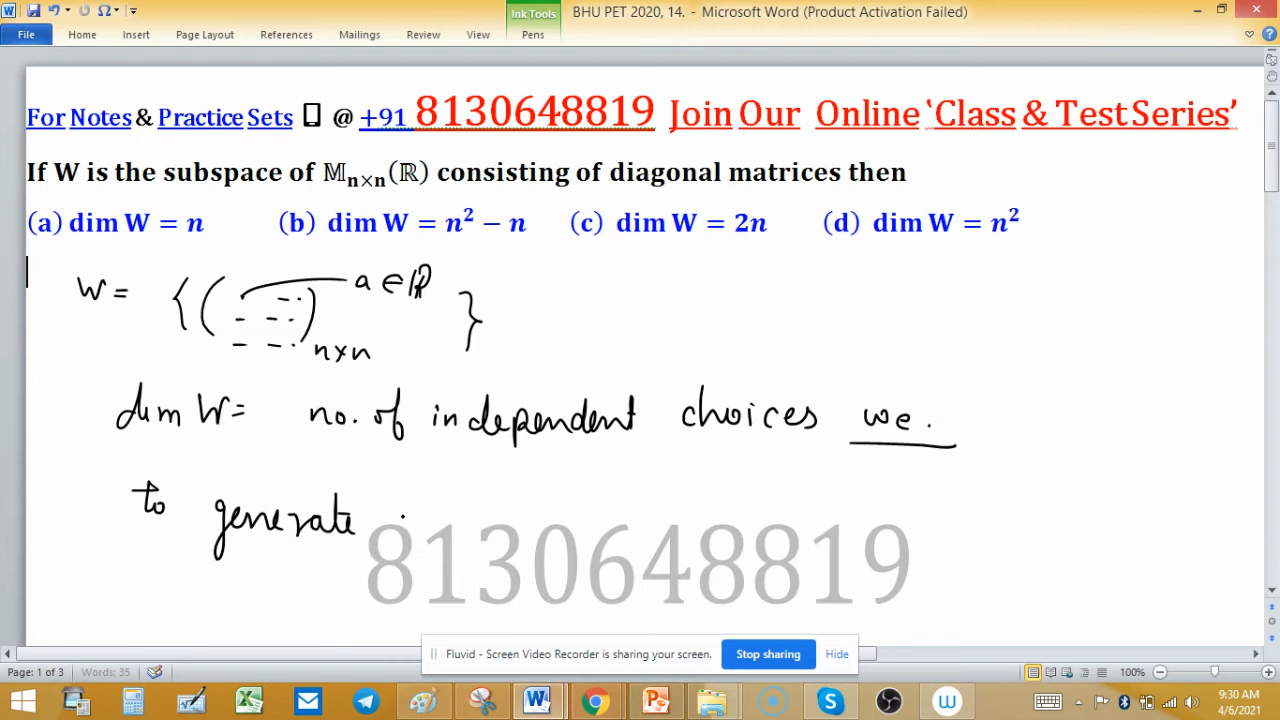 Ink Tools
BHU PET 2020, 14. - Microsoft Word (Product Activation Failed)
File Home Insert Page Layout References Mailings Review View Pens
For Notes & Practice Sets @ +91 8130648819 Join Our Online ‘Class & Test Series’
If W is the subspace of 𝕄n×n(ℝ) consisting of diagonal matrices then
(a) dim W = n (b) dim W = n² − n (c) dim W = 2n (d) dim W = n²
W = { ( ) n×n a ∈ ℝ }
dim W = no. of independent choices we.
to generate
8130648819
Fluvid - Screen Video Recorder is sharing your screen. Stop sharing Hide
Page: 1 of 3 Words: 35 100%
9:30 AM
4/6/2021